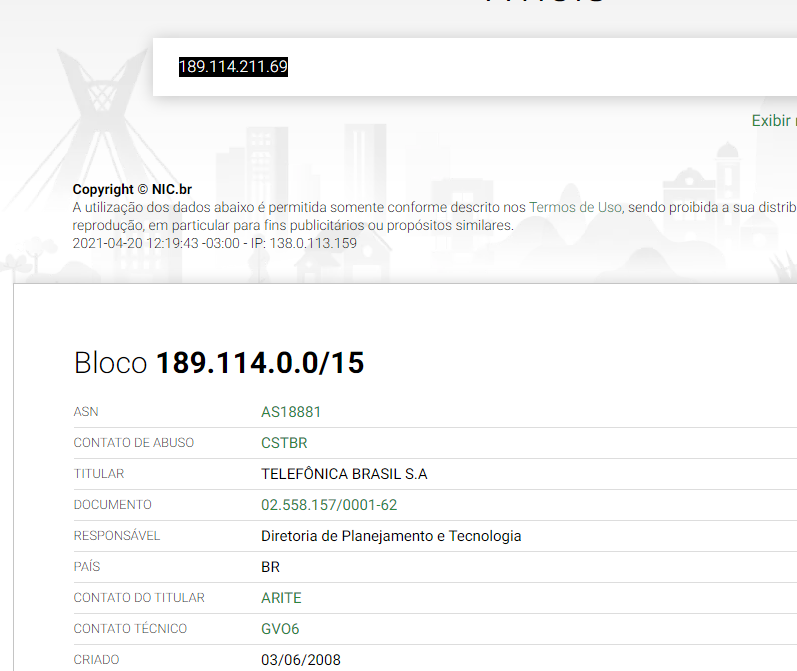 189.114.211.69
Exibir
Copyright © NIC.br
A utilização dos dados abaixo é permitida somente conforme descrito nos Termos de Uso, sendo proibida a sua distrib
reprodução, em particular para fins publicitários ou propósitos similares.
2021-04-20 12:19:43 -03:00 - IP: 138.0.113.159
Bloco 189.114.0.0/15
ASN AS18881
CONTATO DE ABUSO CSTBR
TITULAR TELEFÔNICA BRASIL S.A
DOCUMENTO 02.558.157/0001-62
RESPONSÁVEL Diretoria de Planejamento e Tecnologia
PAÍS BR
CONTATO DO TITULAR ARITE
CONTATO TÉCNICO GVO6
CRIADO 03/06/2008